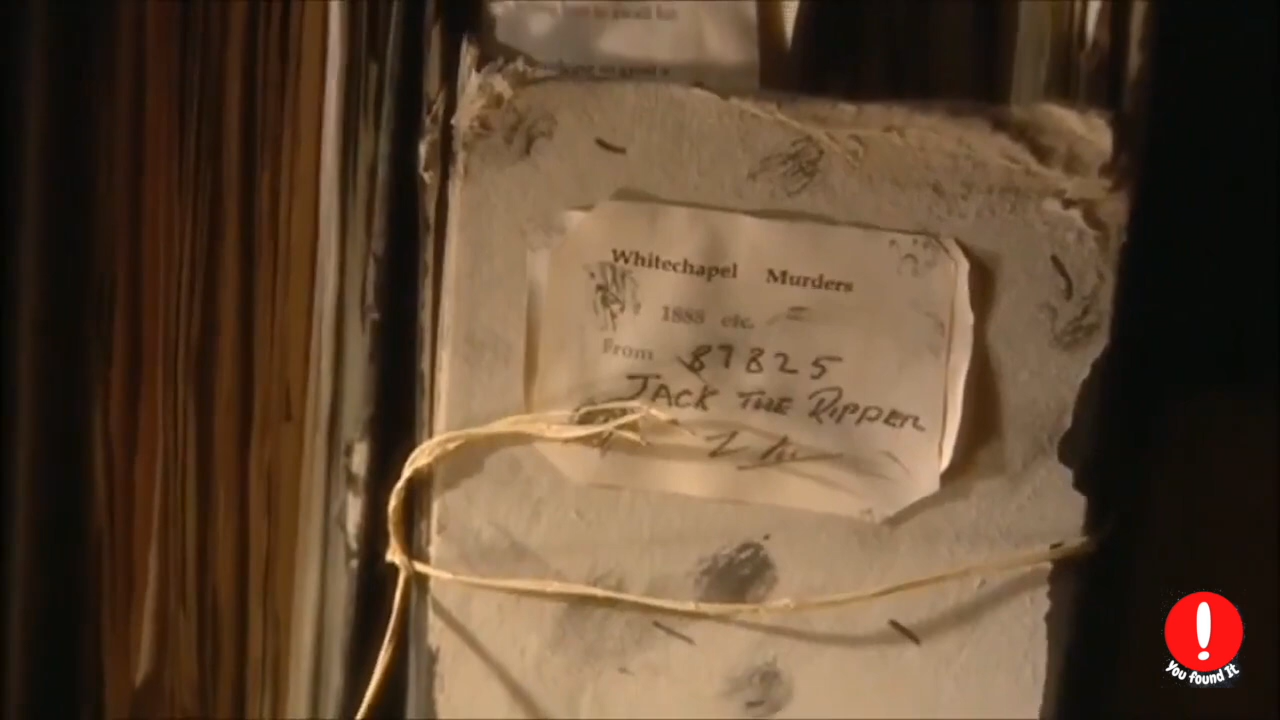 Whitechapel Murders
1888 etc.
From 87825
JACK THE RIPPER
You found It